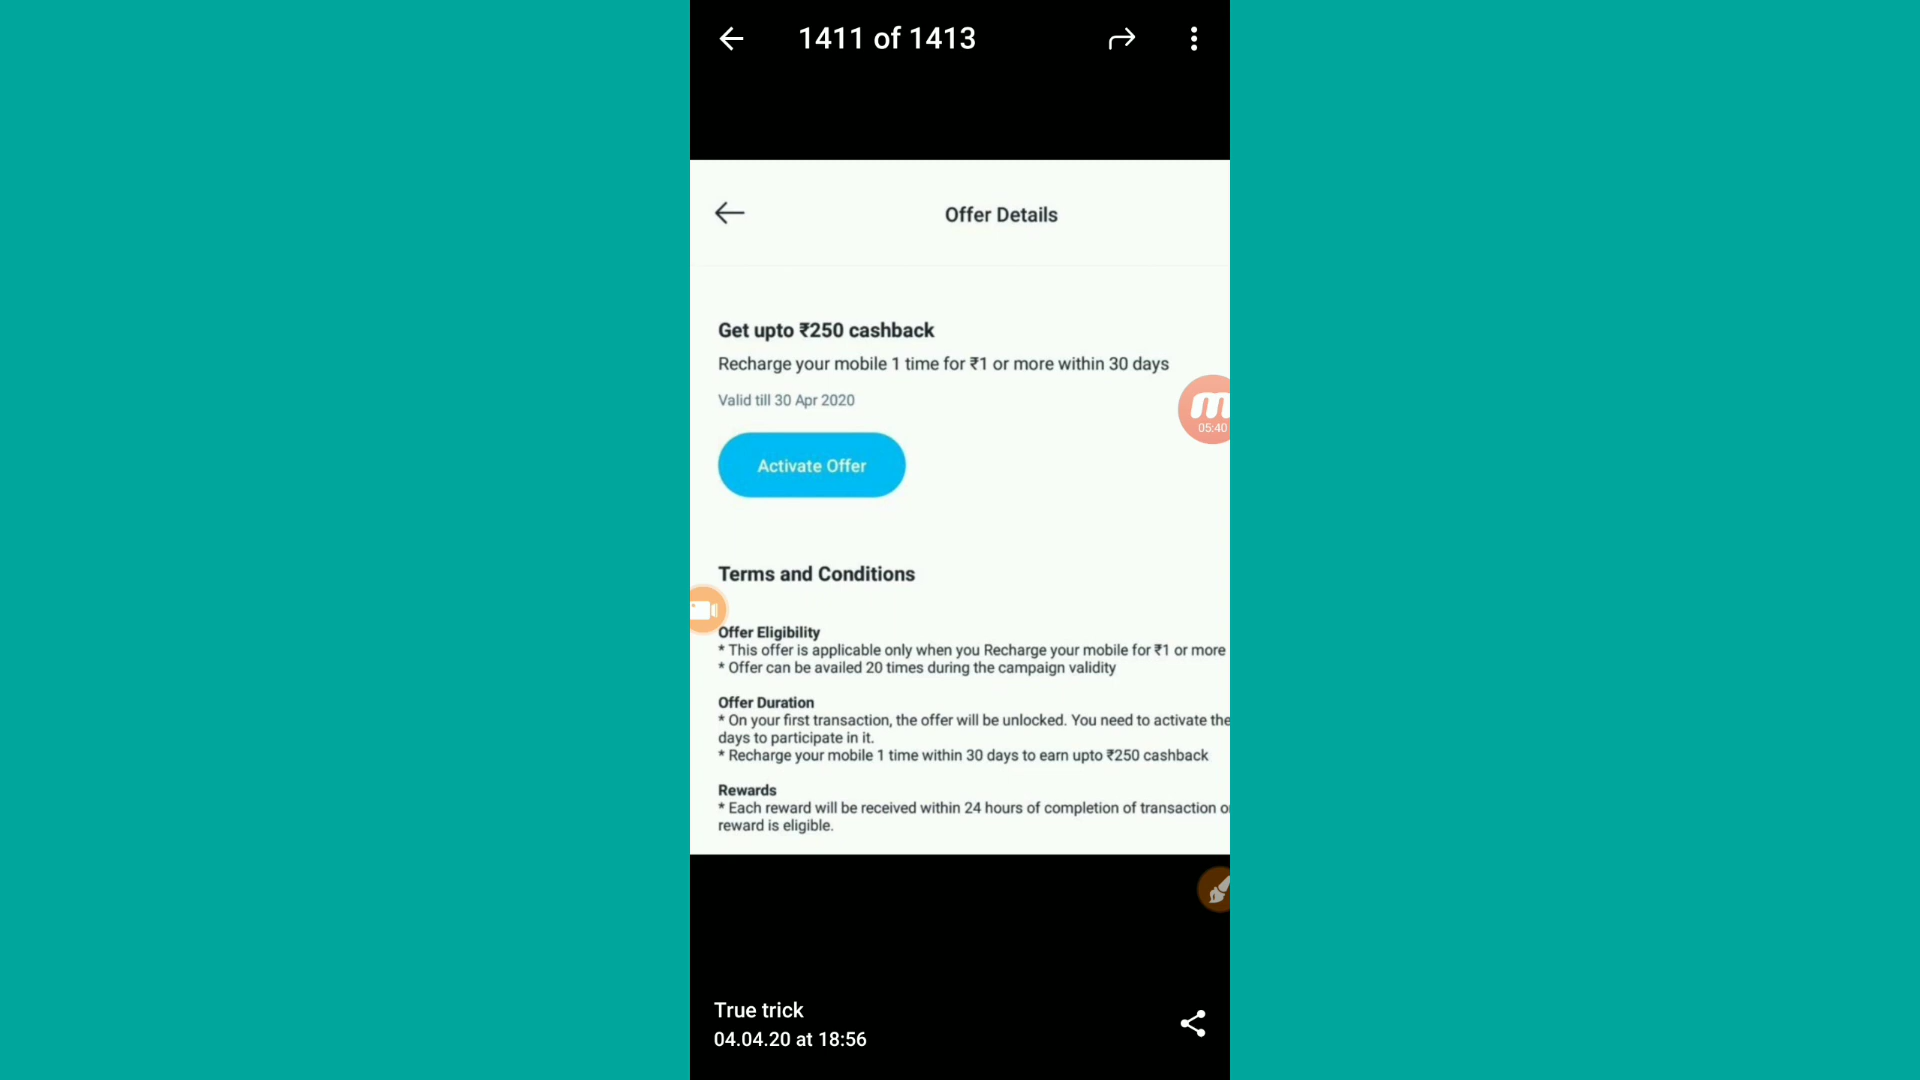 1411 of 1413
Offer Details
Get upto ₹250 cashback
Recharge your mobile 1 time for ₹1 or more within 30 days
Valid till 30 Apr 2020
m
05:40
Activate Offer
Terms and Conditions
Offer Eligibility
* This offer is applicable only when you Recharge your mobile for ₹1 or more
* Offer can be availed 20 times during the campaign validity
Offer Duration
* On your first transaction, the offer will be unlocked. You need to activate the
days to participate in it.
* Recharge your mobile 1 time within 30 days to earn upto ₹250 cashback
Rewards
* Each reward will be received within 24 hours of completion of transaction
reward is eligible.
True trick
04.04.20 at 18:56